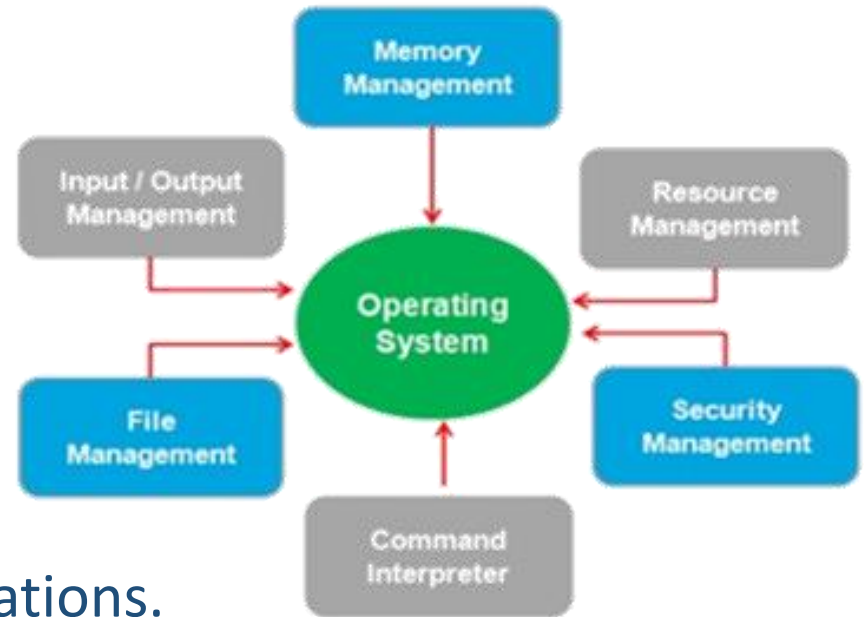 Memory
Management
Input / Output
Management
Resource
Management
Operating
System
File
Management
Security
Management
Command
Interpreter
ations.